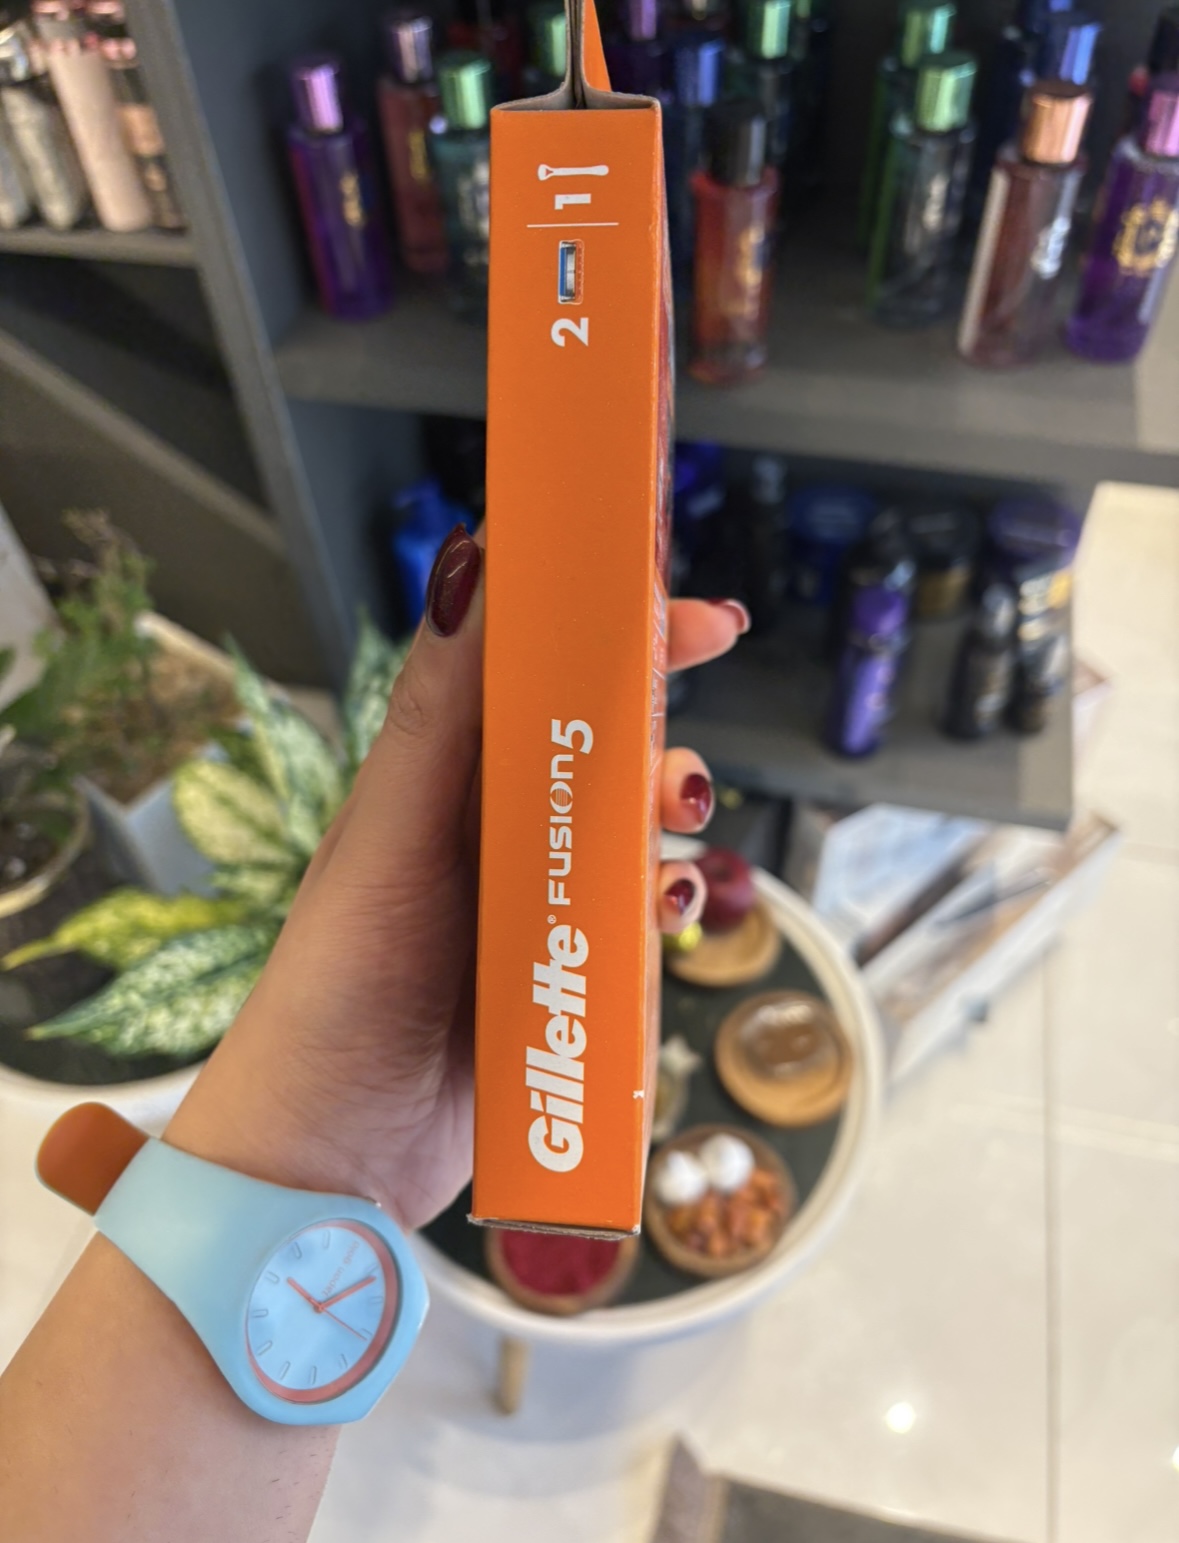 Gillette® FUSION5
2 | 1